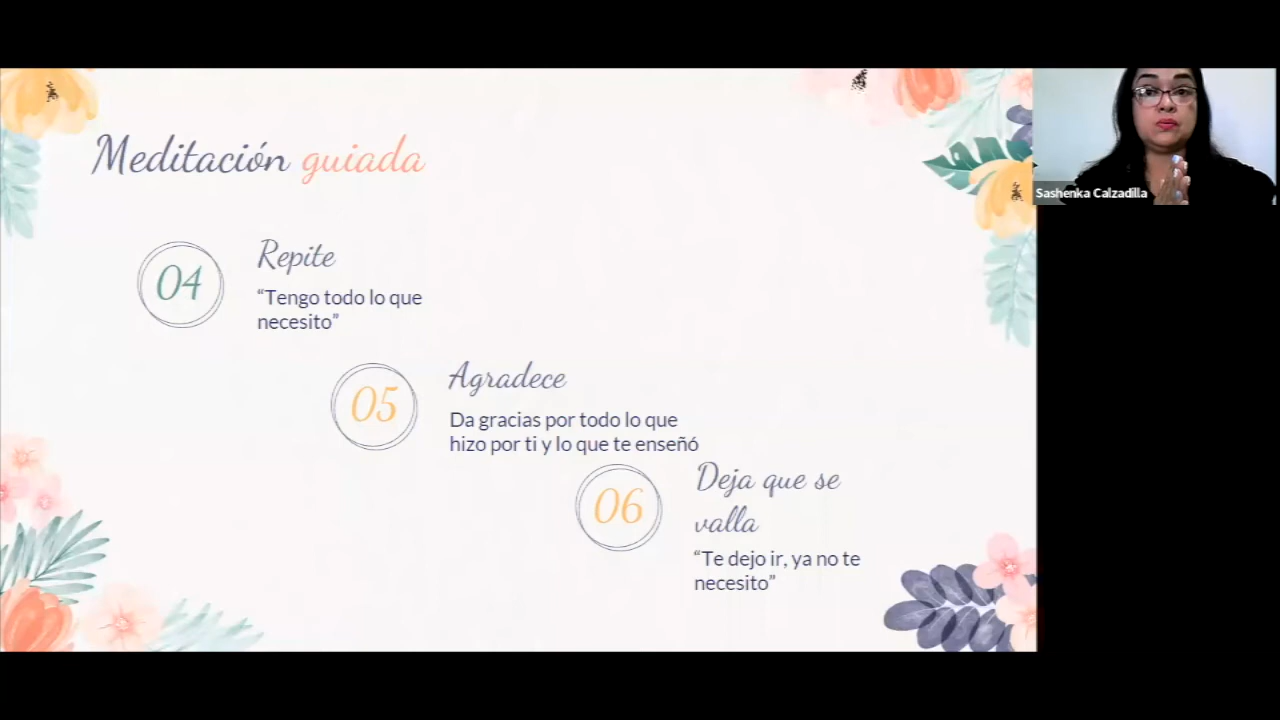 Meditación guiada
04
Repite
“Tengo todo lo que
necesito”
05
Agradece
Da gracias por todo lo que
hizo por ti y lo que te enseñó
06
Deja que se
valla
“Te dejo ir, ya no te
necesito”
Sashenka Calzadilla